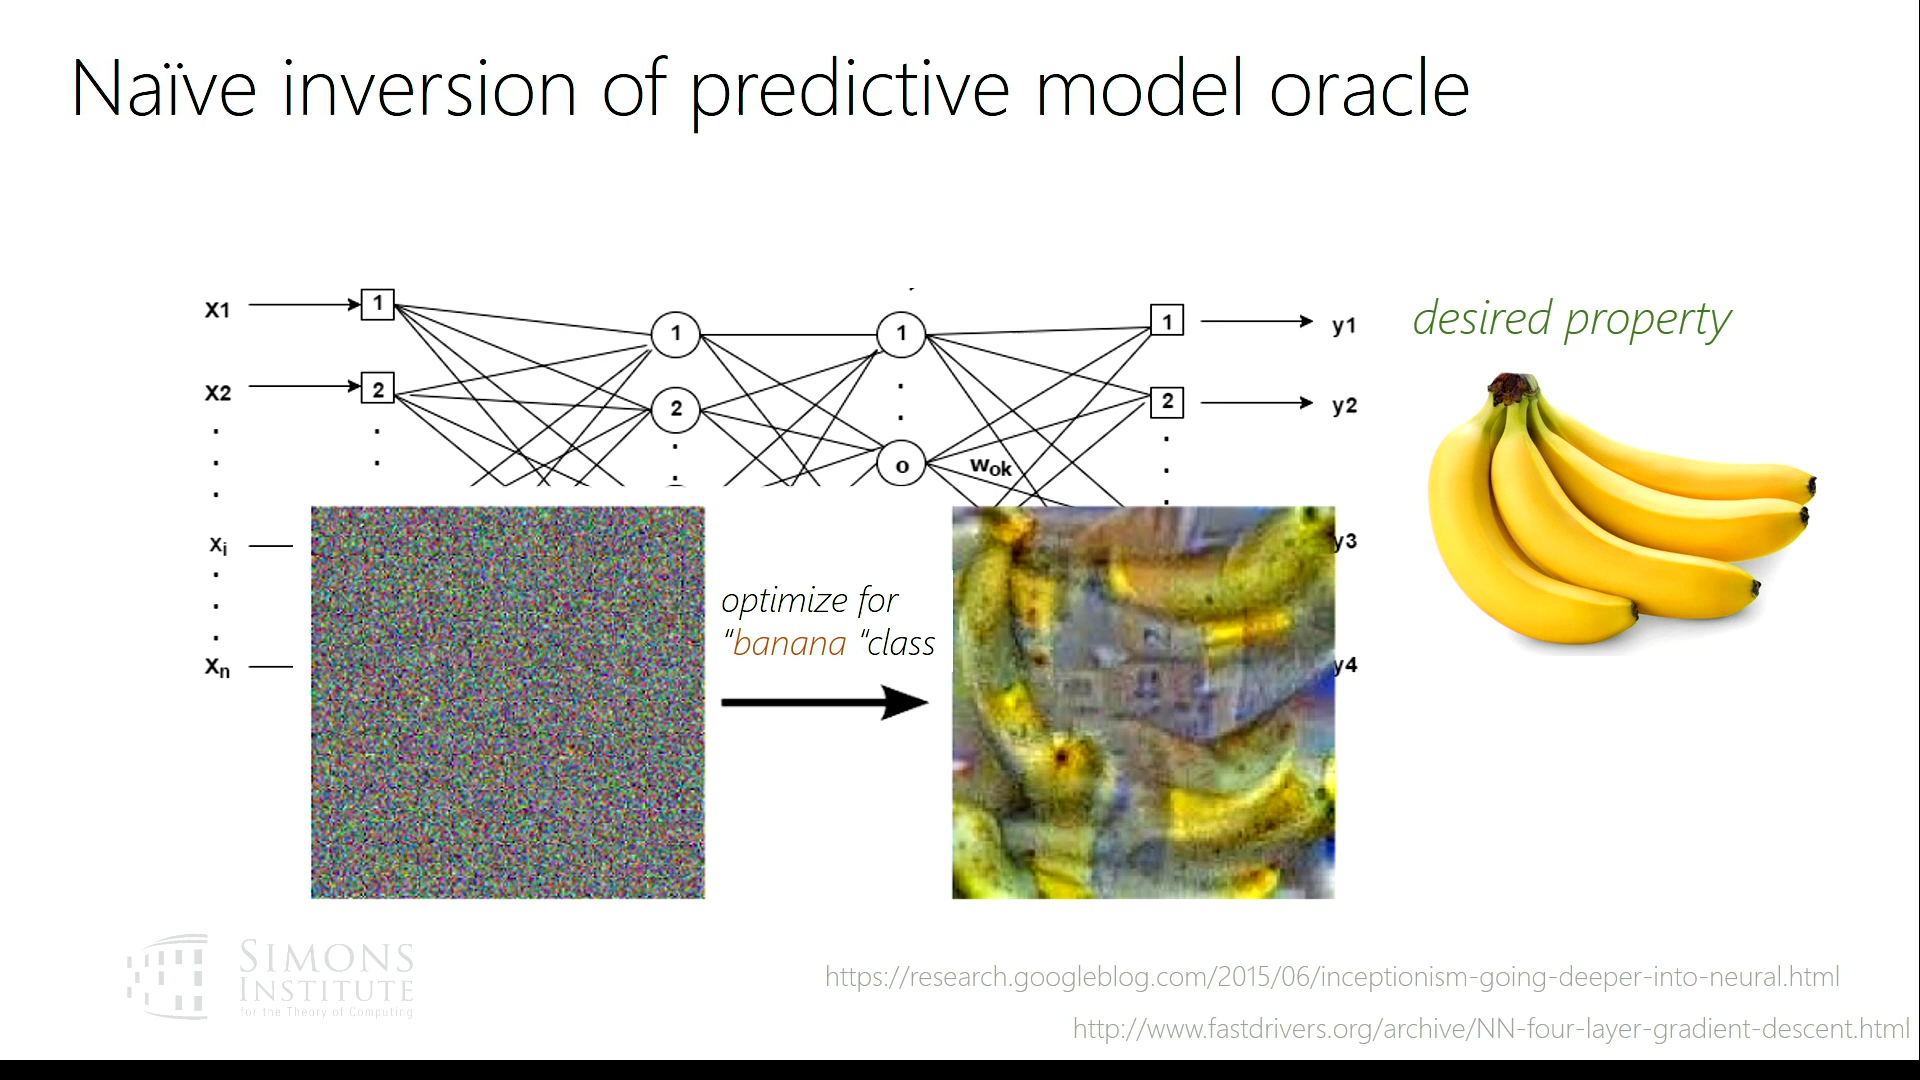 Naïve inversion of predictive model oracle
x1
1
1
1
1
y1
desired property
x2
2
2
2
y2
o
wok
xi
y3
optimize for
"banana "class
xn
y4
SIMONS
INSTITUTE
for the Theory of Computing
https://research.googleblog.com/2015/06/inceptionism-going-deeper-into-neural.html
http://www.fastdrivers.org/archive/NN-four-layer-gradient-descent.html